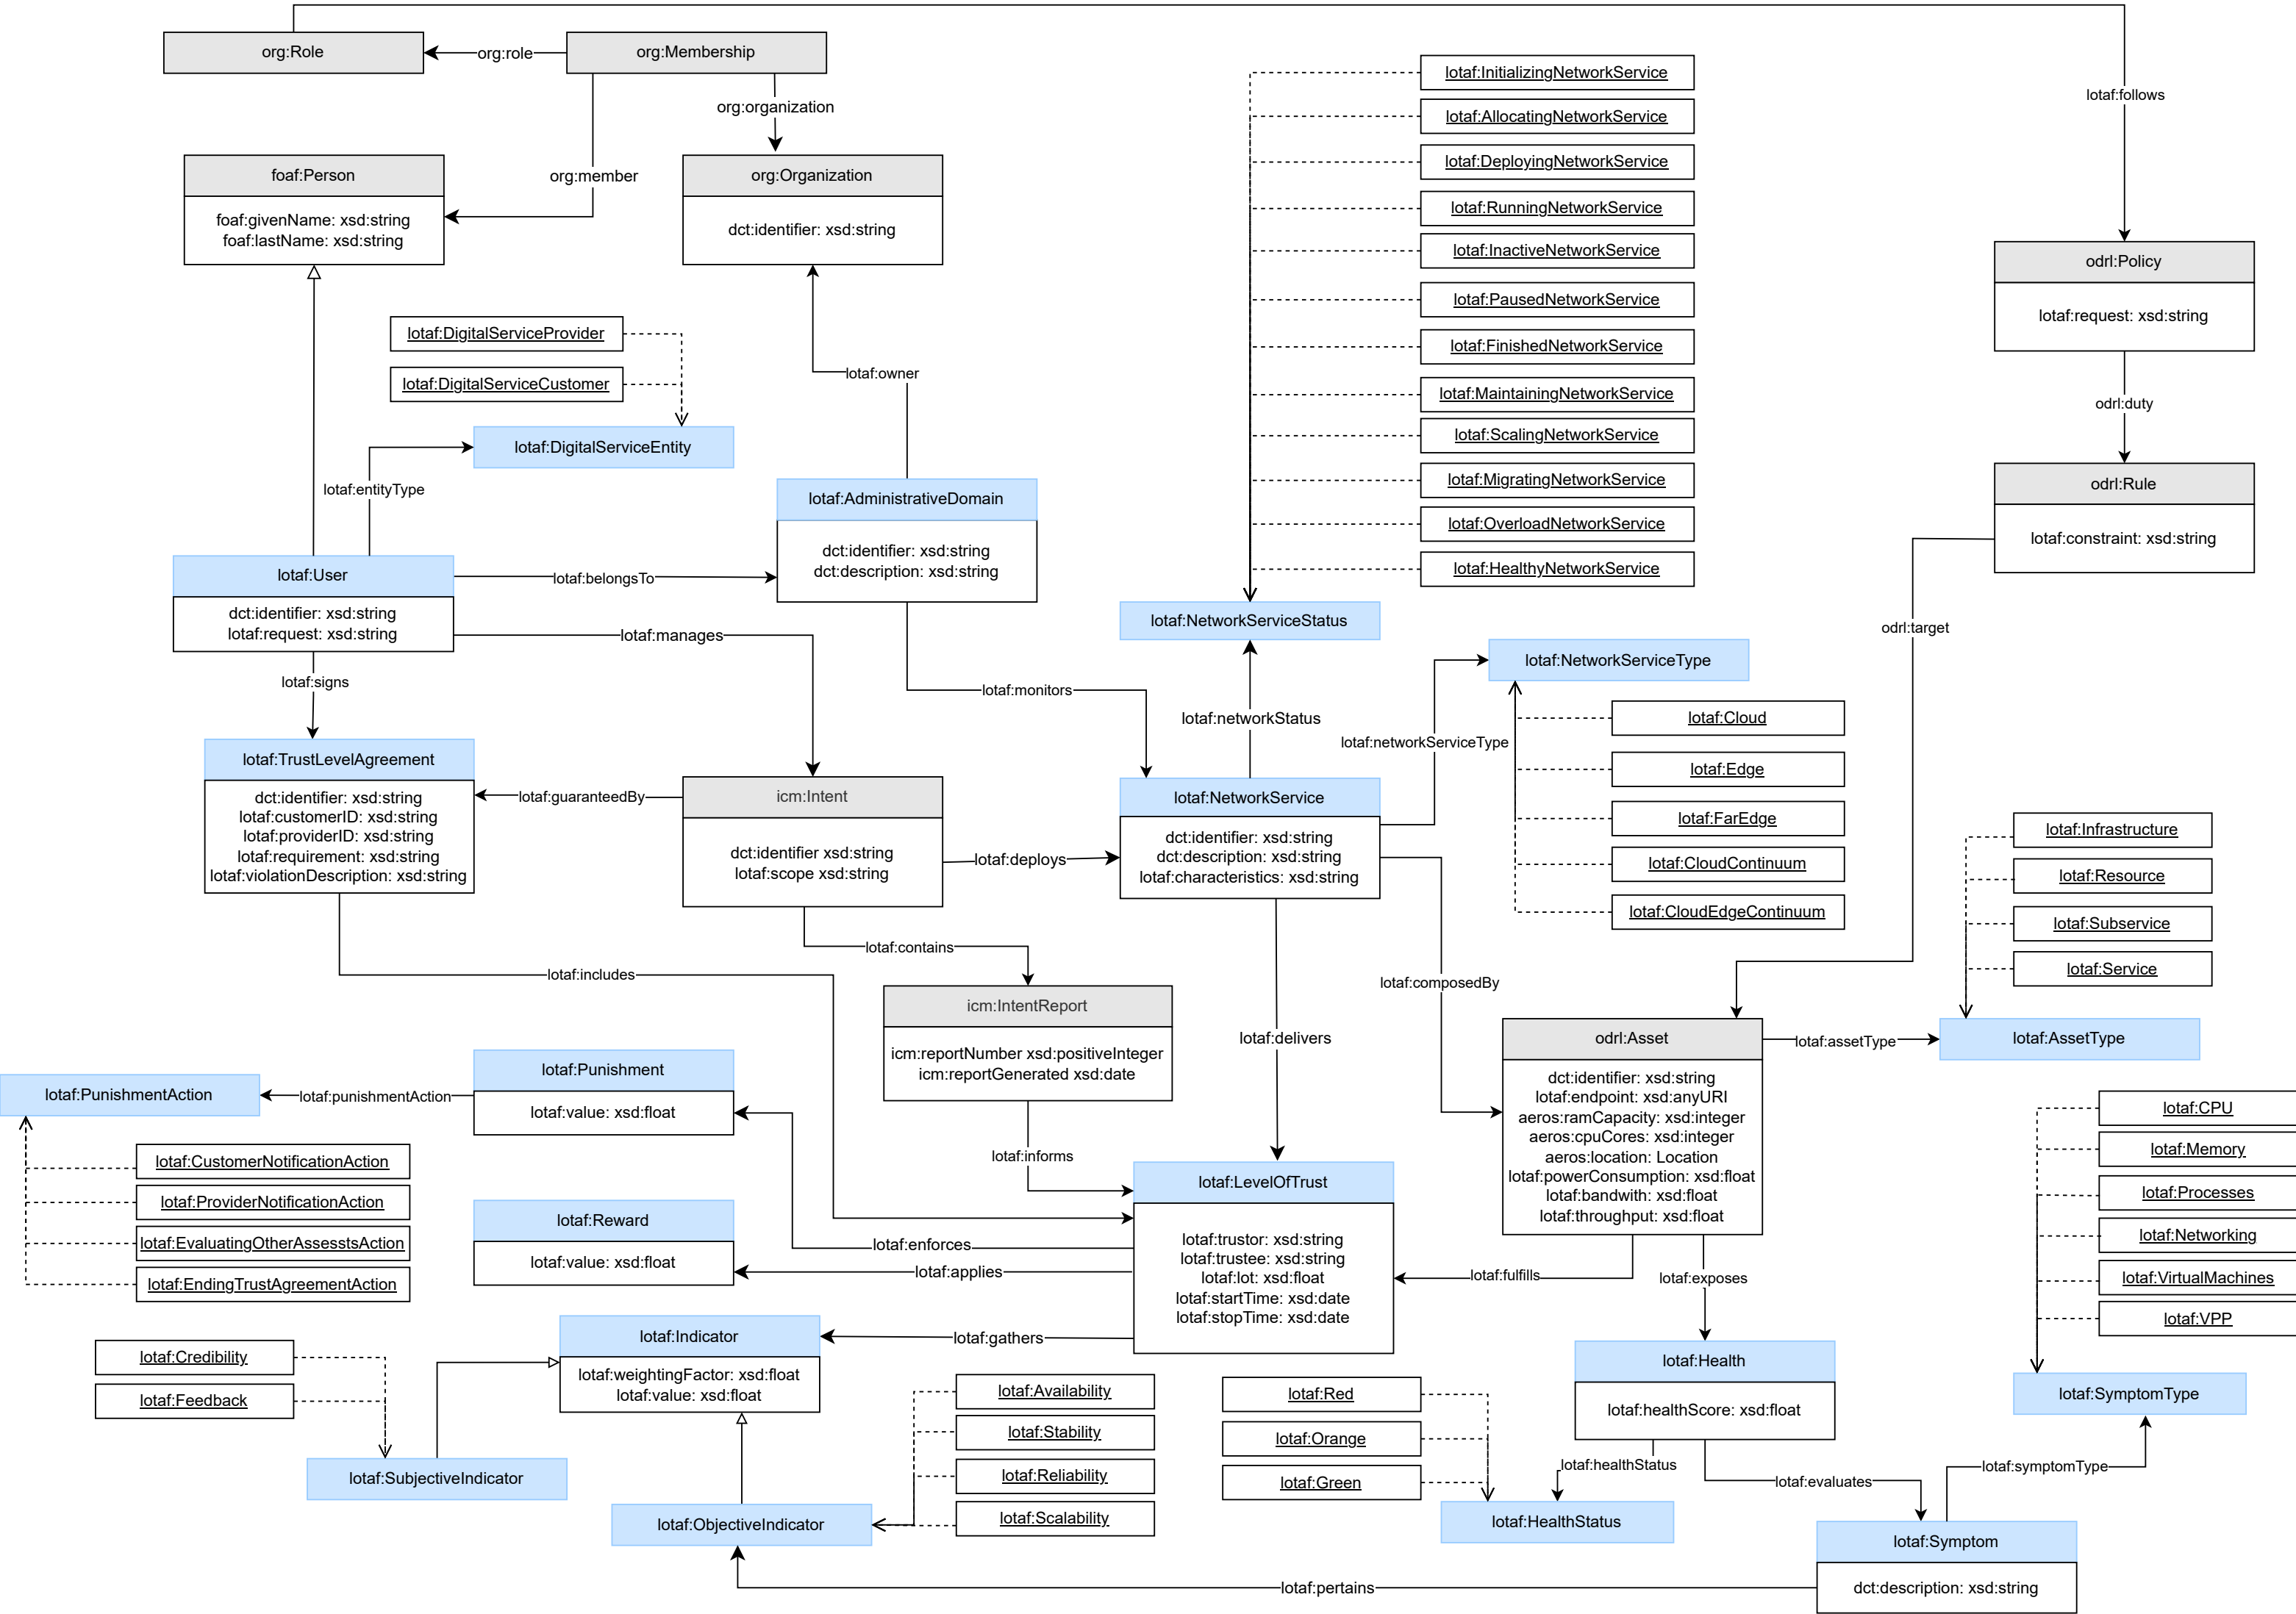 org:Role
org:role
org:Membership
org:organization
org:member
foaf:Person
foaf:givenName: xsd:string
foaf:lastName: xsd:string
org:Organization
dct:identifier: xsd:string
lotaf:InitializingNetworkService
lotaf:AllocatingNetworkService
lotaf:DeployingNetworkService
lotaf:RunningNetworkService
lotaf:InactiveNetworkService
lotaf:PausedNetworkService
lotaf:FinishedNetworkService
lotaf:MaintainingNetworkService
lotaf:ScalingNetworkService
lotaf:MigratingNetworkService
lotaf:OverloadNetworkService
lotaf:HealthyNetworkService
lotaf:NetworkServiceStatus
lotaf:follows
odrl:Policy
lotaf:request: xsd:string
odrl:duty
odrl:Rule
lotaf:constraint: xsd:string
odrl:target
lotaf:DigitalServiceProvider
lotaf:DigitalServiceCustomer
lotaf:DigitalServiceEntity
lotaf:entityType
lotaf:owner
lotaf:AdministrativeDomain
dct:identifier: xsd:string
dct:description: xsd:string
lotaf:User
dct:identifier: xsd:string
lotaf:request: xsd:string
lotaf:belongsTo
lotaf:manages
lotaf:signs
lotaf:monitors
lotaf:networkStatus
lotaf:NetworkServiceType
lotaf:networkServiceType
lotaf:Cloud
lotaf:Edge
lotaf:FarEdge
lotaf:CloudContinuum
lotaf:CloudEdgeContinuum
lotaf:TrustLevelAgreement
dct:identifier: xsd:string
lotaf:customerID: xsd:string
lotaf:providerID: xsd:string
lotaf:requirement: xsd:string
lotaf:violationDescription: xsd:string
lotaf:guaranteedBy
icm:Intent
dct:identifier xsd:string
lotaf:scope xsd:string
lotaf:deploys
lotaf:NetworkService
dct:identifier: xsd:string
dct:description: xsd:string
lotaf:characteristics: xsd:string
lotaf:Infrastructure
lotaf:Resource
lotaf:Subservice
lotaf:Service
lotaf:AssetType
lotaf:contains
lotaf:includes
lotaf:composedBy
icm:IntentReport
icm:reportNumber xsd:positiveInteger
icm:reportGenerated xsd:date
lotaf:delivers
odrl:Asset
dct:identifier: xsd:string
lotaf:endpoint: xsd:anyURI
aeros:ramCapacity: xsd:integer
aeros:cpuCores: xsd:integer
aeros:location: Location
lotaf:powerConsumption: xsd:float
lotaf:bandwith: xsd:float
lotaf:throughput: xsd:float
lotaf:assetType
lotaf:PunishmentAction
lotaf:punishmentAction
lotaf:Punishment
lotaf:value: xsd:float
lotaf:CustomerNotificationAction
lotaf:ProviderNotificationAction
lotaf:EvaluatingOtherAssesstsAction
lotaf:EndingTrustAgreementAction
lotaf:Reward
lotaf:value: xsd:float
lotaf:informs
lotaf:enforces
lotaf:applies
lotaf:gathers
lotaf:LevelOfTrust
lotaf:trustor: xsd:string
lotaf:trustee: xsd:string
lotaf:lot: xsd:float
lotaf:startTime: xsd:date
lotaf:stopTime: xsd:date
lotaf:fulfills
lotaf:exposes
lotaf:CPU
lotaf:Memory
lotaf:Processes
lotaf:Networking
lotaf:VirtualMachines
lotaf:VPP
lotaf:SymptomType
lotaf:Credibility
lotaf:Feedback
lotaf:SubjectiveIndicator
lotaf:Indicator
lotaf:weightingFactor: xsd:float
lotaf:value: xsd:float
lotaf:Availability
lotaf:Stability
lotaf:Reliability
lotaf:Scalability
lotaf:ObjectiveIndicator
lotaf:Red
lotaf:Orange
lotaf:Green
lotaf:Health
lotaf:healthScore: xsd:float
lotaf:healthStatus
lotaf:HealthStatus
lotaf:evaluates
lotaf:symptomType
lotaf:Symptom
dct:description: xsd:string
lotaf:pertains